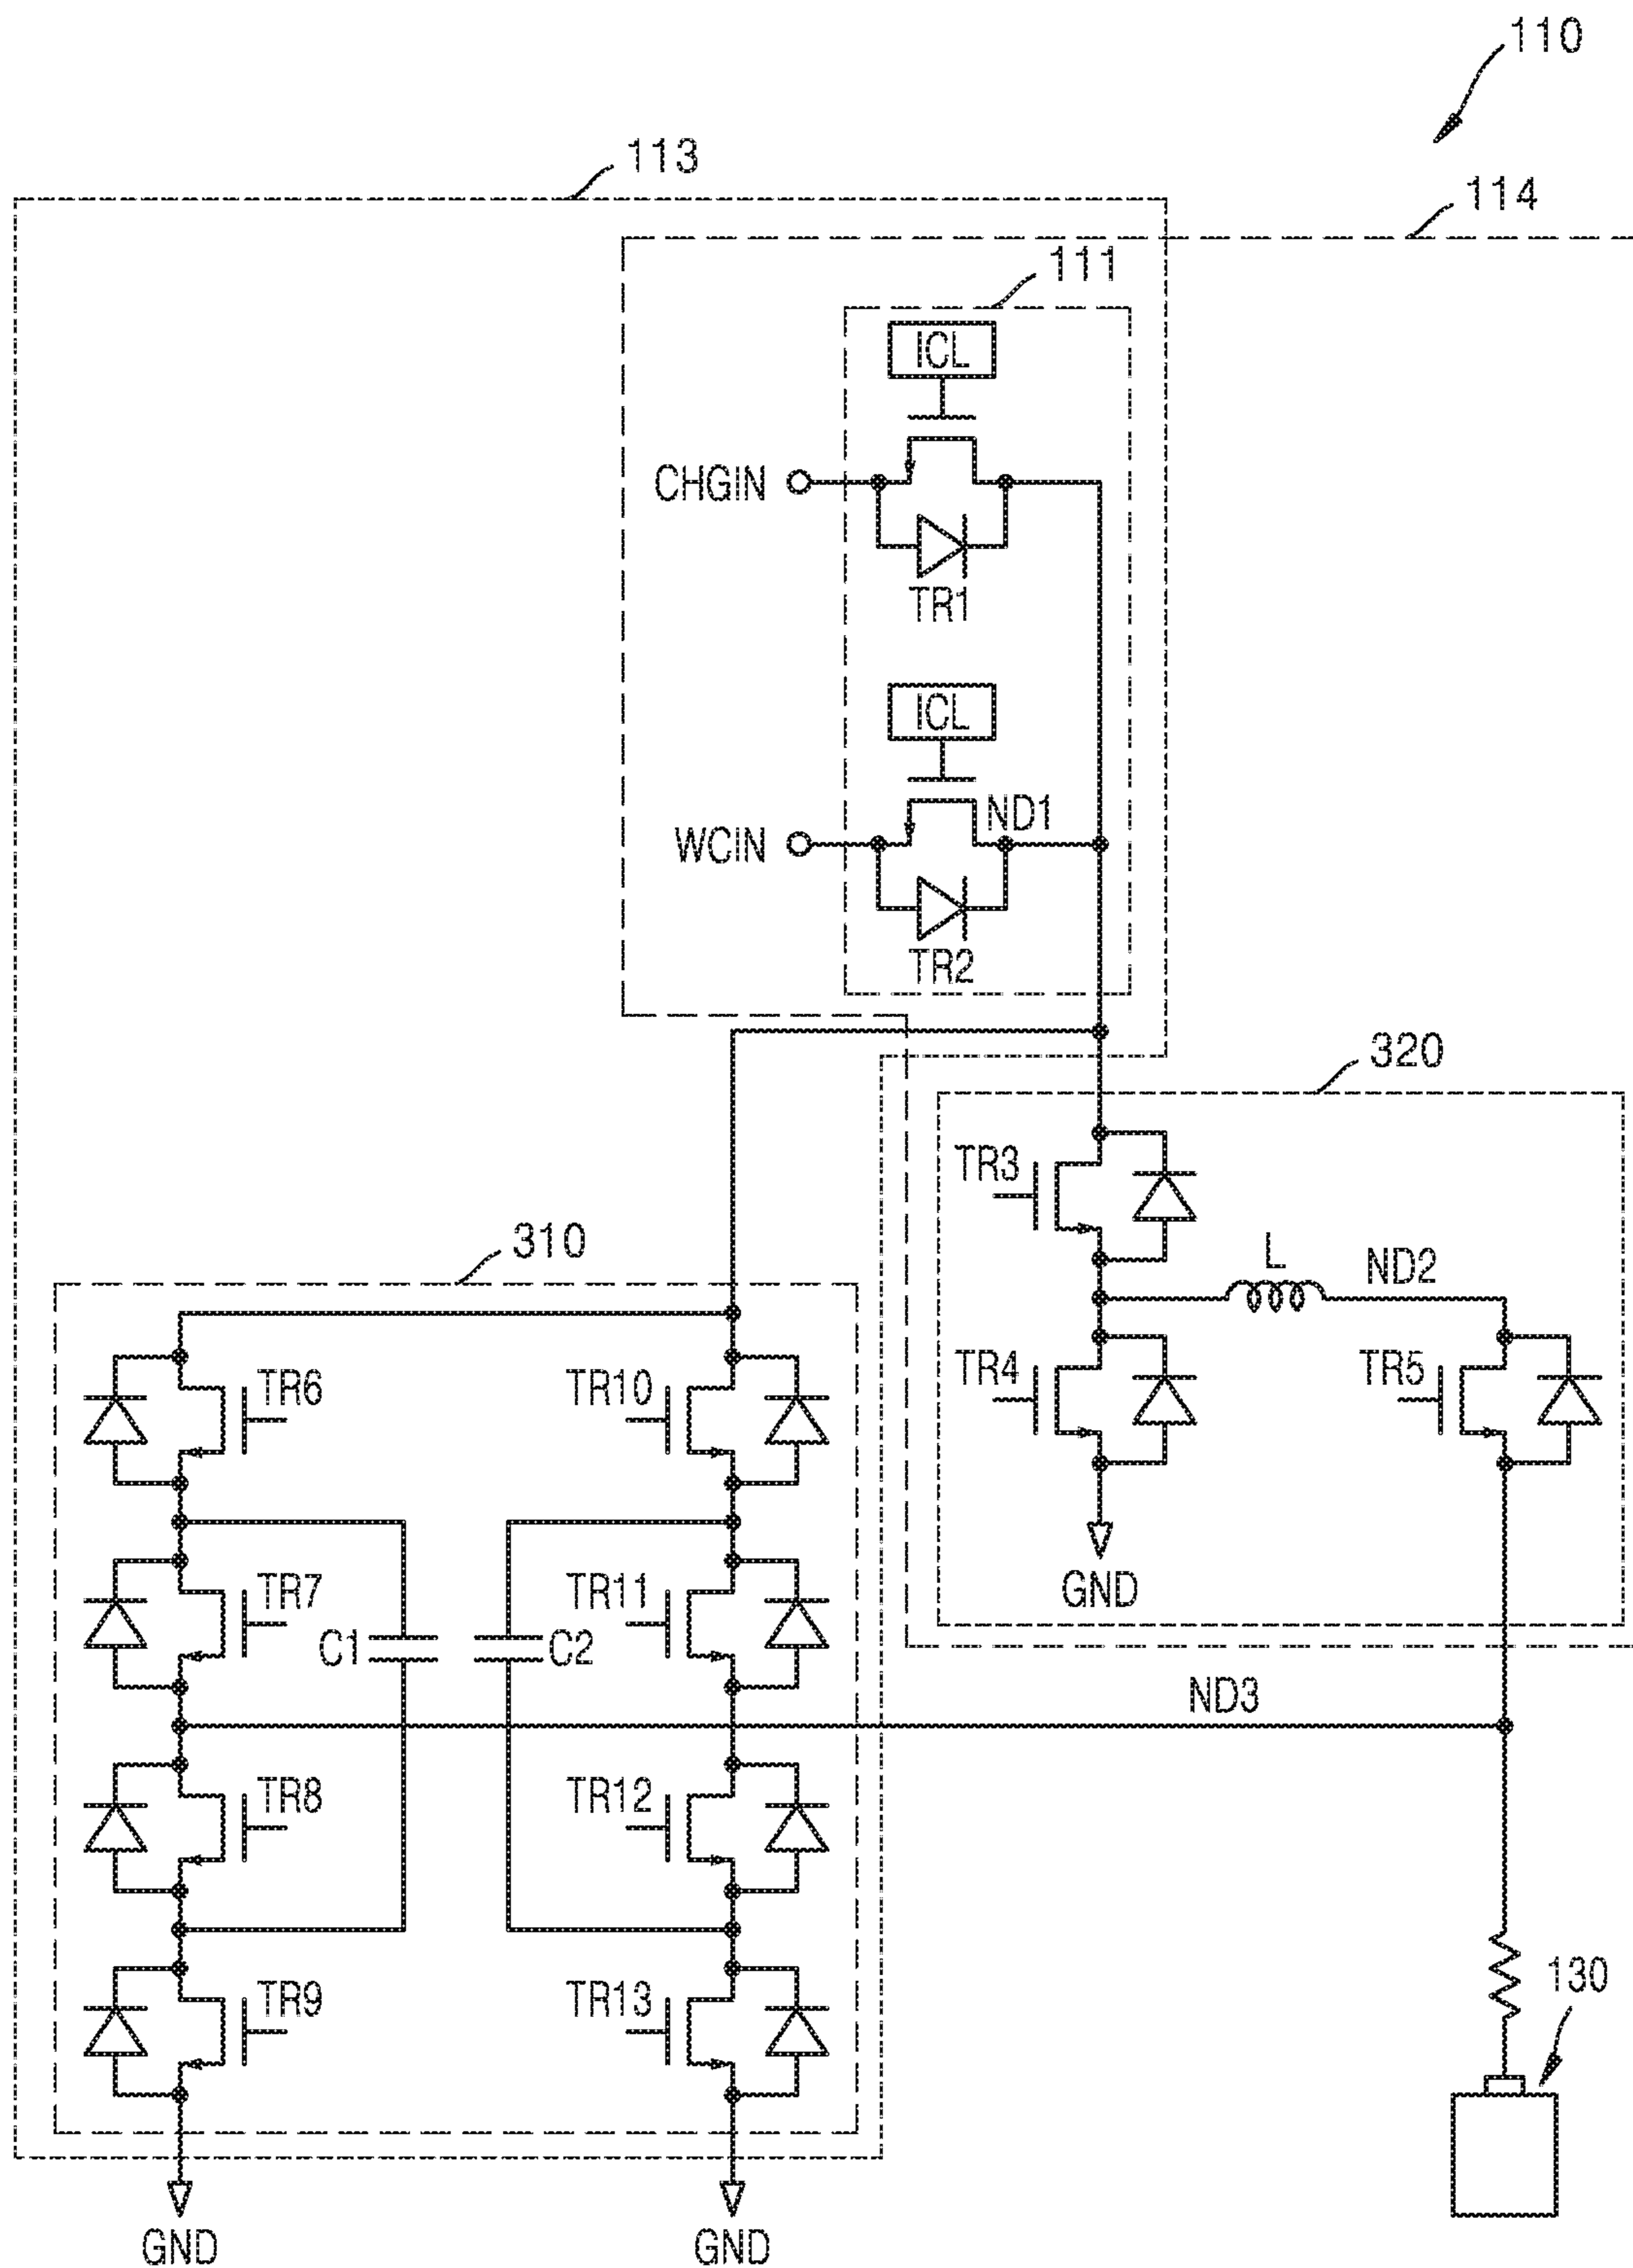 110
113
114
111
ICL
CHGIN
TR1
ICL
ND1
WCIN
TR2
320
TR3
310
L
ND2
TR4
TR5
TR6
TR10
GND
TR7
TR11
C1
C2
ND3
TR8
TR12
130
TR9
TR13
GND
GND